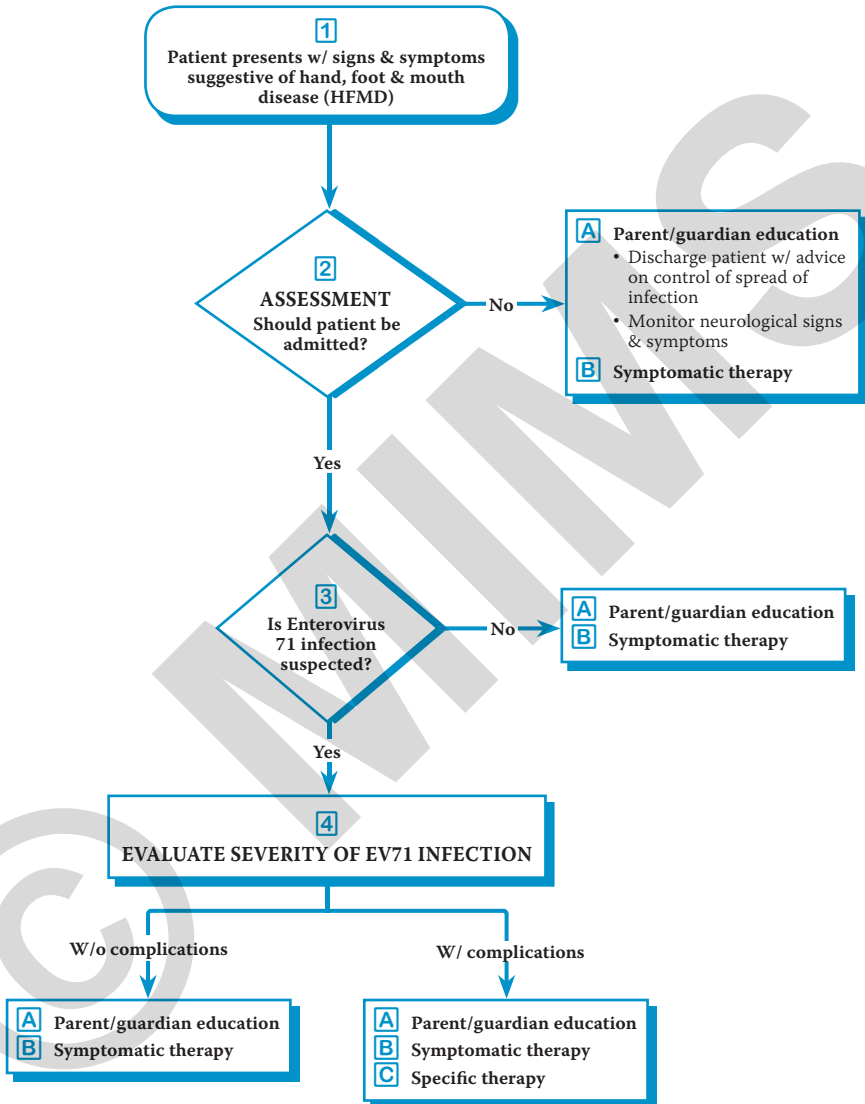 1
Patient presents w/ signs & symptoms
suggestive of hand, foot & mouth
disease (HFMD)
2
ASSESSMENT
Should patient be
admitted?
No
A Parent/guardian education
• Discharge patient w/ advice
on control of spread of
infection
• Monitor neurological signs
& symptoms
B Symptomatic therapy
Yes
3
Is Enterovirus
71 infection
suspected?
No
A Parent/guardian education
B Symptomatic therapy
Yes
4
EVALUATE SEVERITY OF EV71 INFECTION
W/o complications
W/ complications
A Parent/guardian education
B Symptomatic therapy
A Parent/guardian education
B Symptomatic therapy
C Specific therapy
© MIMS